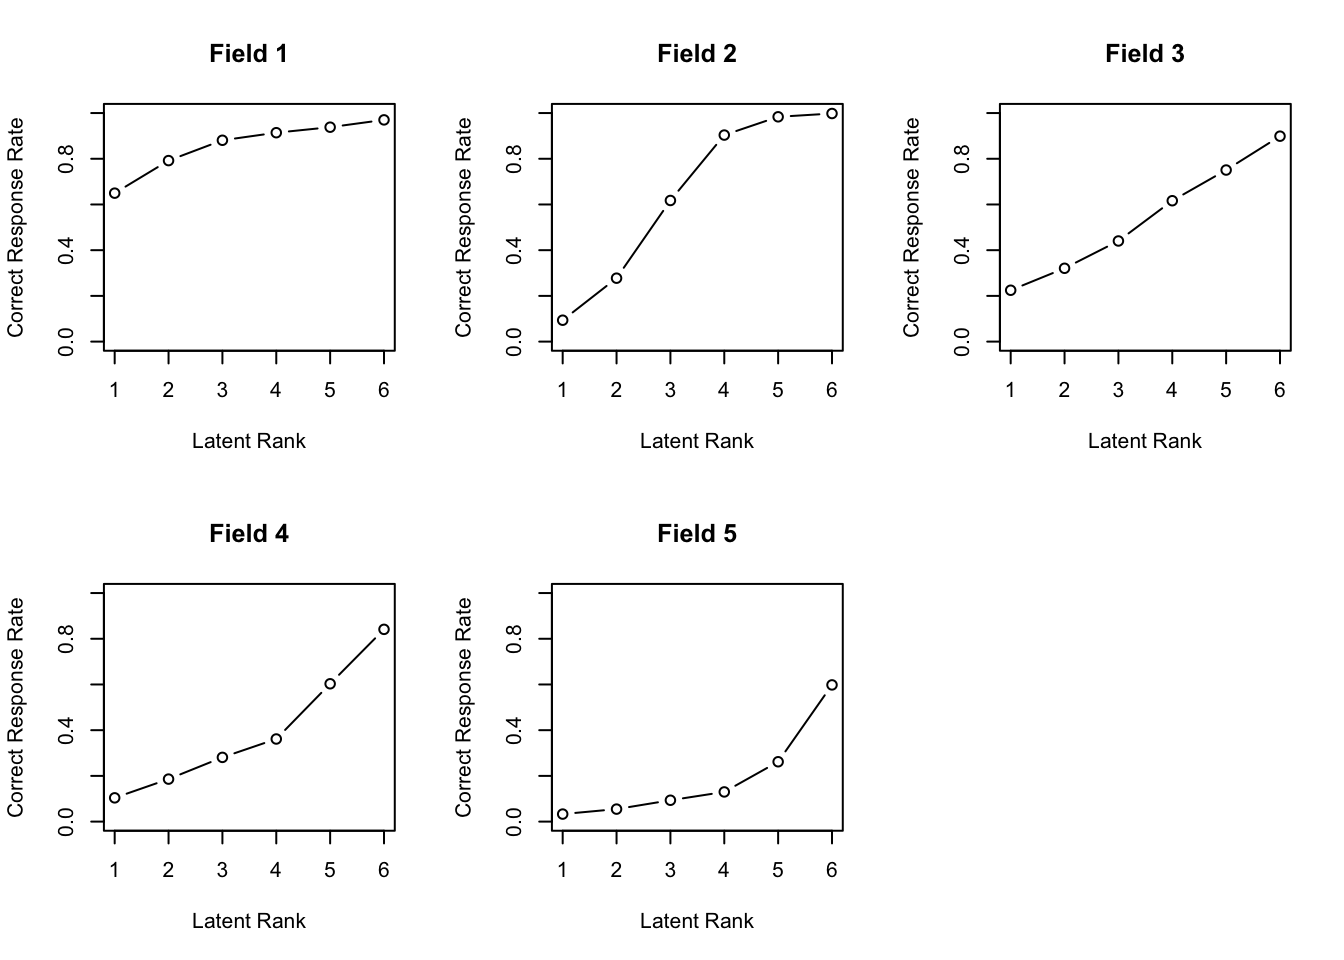 Field 1
Correct Response Rate
0.0 0.4 0.8
1 2 3 4 5 6
Latent Rank
Field 2
Correct Response Rate
0.0 0.4 0.8
1 2 3 4 5 6
Latent Rank
Field 3
Correct Response Rate
0.0 0.4 0.8
1 2 3 4 5 6
Latent Rank
Field 4
Correct Response Rate
0.0 0.4 0.8
1 2 3 4 5 6
Latent Rank
Field 5
Correct Response Rate
0.0 0.4 0.8
1 2 3 4 5 6
Latent Rank